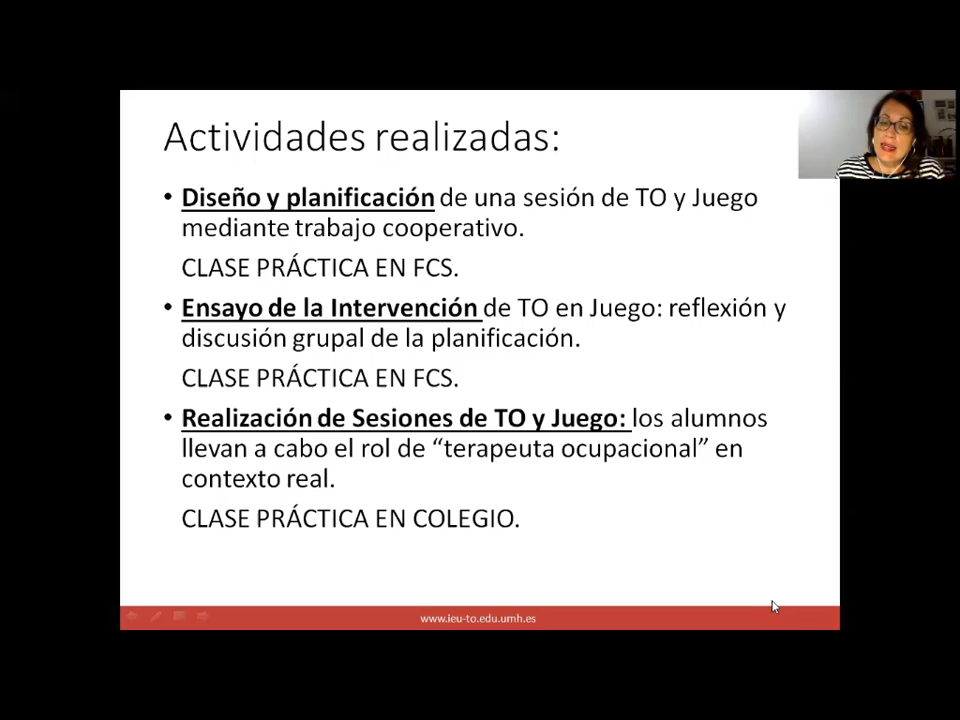 Actividades realizadas:
• Diseño y planificación de una sesión de TO y Juego
mediante trabajo cooperativo.
CLASE PRÁCTICA EN FCS.
• Ensayo de la Intervención de TO en Juego: reflexión y
discusión grupal de la planificación.
CLASE PRÁCTICA EN FCS.
• Realización de Sesiones de TO y Juego: los alumnos
llevan a cabo el rol de “terapeuta ocupacional” en
contexto real.
CLASE PRÁCTICA EN COLEGIO.
www.ieu-to.edu.umh.es